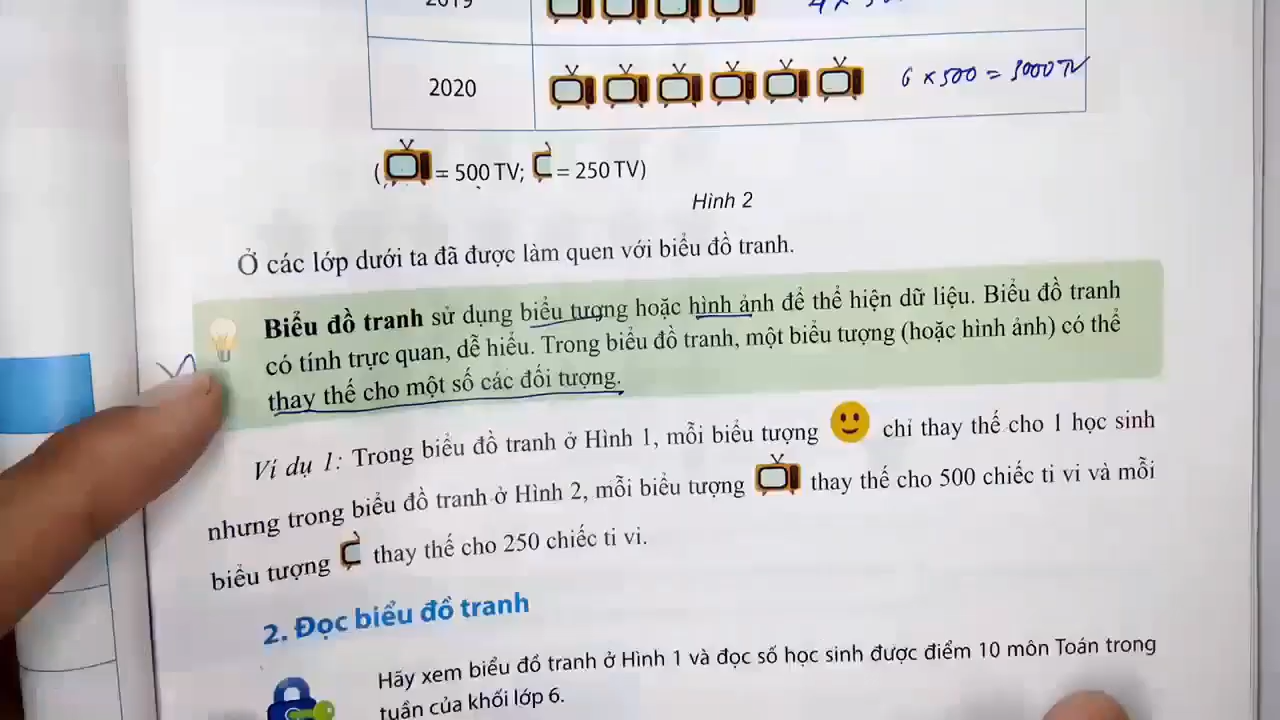 2019
4 x 50
2020
6 x 500 = 3000 TV
( = 500 TV; = 250 TV)
Hình 2
Ở các lớp dưới ta đã được làm quen với biểu đồ tranh.
Biểu đồ tranh sử dụng biểu tượng hoặc hình ảnh để thể hiện dữ liệu. Biểu đồ tranh
có tính trực quan, dễ hiểu. Trong biểu đồ tranh, một biểu tượng (hoặc hình ảnh) có thể
thay thế cho một số các đối tượng.
Ví dụ 1: Trong biểu đồ tranh ở Hình 1, mỗi biểu tượng chỉ thay thế cho 1 học sinh
nhưng trong biểu đồ tranh ở Hình 2, mỗi biểu tượng thay thế cho 500 chiếc ti vi và mỗi
biểu tượng thay thế cho 250 chiếc ti vi.
2. Đọc biểu đồ tranh
Hãy xem biểu đồ tranh ở Hình 1 và đọc số học sinh được điểm 10 môn Toán trong
tuần của khối lớp 6.